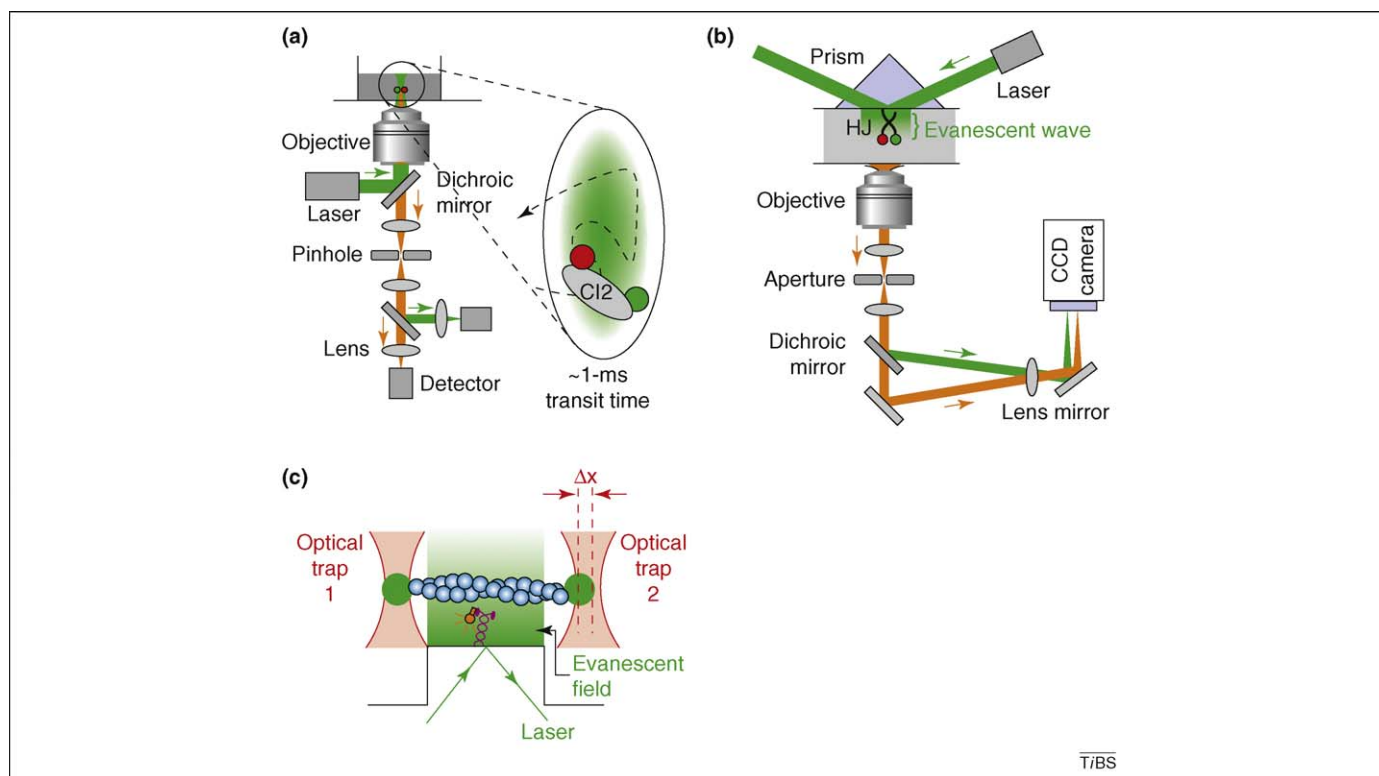 (a)
Objective
Laser
Dichroic
mirror
Pinhole
Lens
Detector
CI2
~1-ms
transit time
(b)
Prism
Laser
HJ
} Evanescent wave
Objective
Aperture
Dichroic
mirror
CCD
camera
Lens mirror
(c)
Δx
Optical
trap
1
Optical
trap
2
Evanescent
field
Laser
TiBS